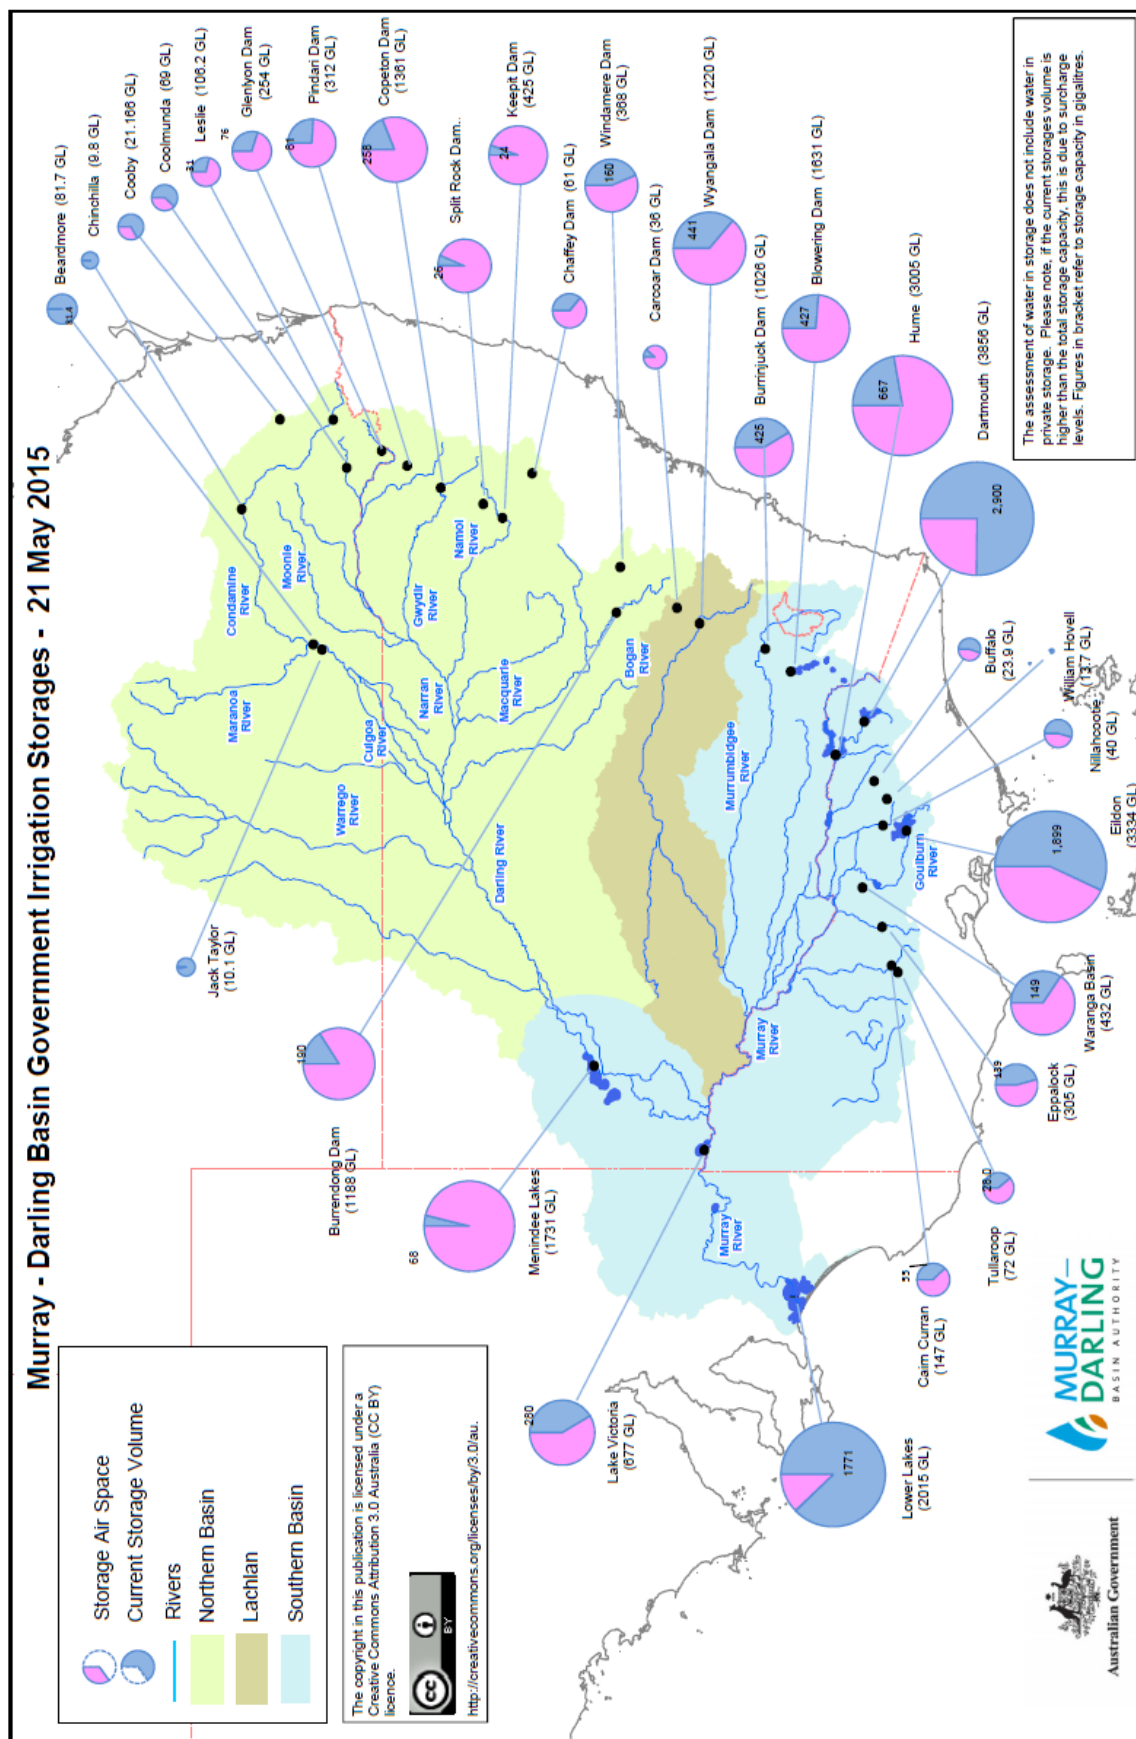 Murray - Darling Basin Government Irrigation Storages - 21 May 2015
Storage Air Space
Current Storage Volume
Rivers
Northern Basin
Lachlan
Southern Basin
The copyright in this publication is licensed under a
Creative Commons Attribution 3.0 Australia (CC BY)
licence.
cc
BY
http://creativecommons.org/licenses/by/3.0/au.
Beardmore (81.7 GL)
81.4
Chinchilla (9.8 GL)
Cooby (21.166 GL)
Coolmunda (69 GL)
Leslie (106.2 GL)
31
Glenlyon Dam
(254 GL)
76
Pindari Dam
(312 GL)
81
Copeton Dam
(1361 GL)
258
Split Rock Dam..
26
Keepit Dam
(425 GL)
24
Chaffey Dam (61 GL)
Windamere Dam
(368 GL)
160
Carcoar Dam (36 GL)
Wyangala Dam (1220 GL)
441
Burrinjuck Dam (1026 GL)
425
Blowering Dam (1631 GL)
427
Hume (3005 GL)
667
Dartmouth (3856 GL)
2,900
The assessment of water in storage does not include water in
private storage. Please note, if the current storages volume is
higher than the total storage capacity, this is due to surcharge
levels. Figures in bracket refer to storage capacity in gigalitres.
Jack Taylor
(10.1 GL)
Burrendong Dam
(1188 GL)
190
Menindee Lakes
(1731 GL)
68
Lake Victoria
(677 GL)
280
Lower Lakes
(2015 GL)
1771
Condamine
River
Moonie
River
Maranoa
River
Culgoa
River
Narran
River
Gwydir
River
Namoi
River
Macquarie
River
Bogan
River
Warrego
River
Darling River
Murrumbidgee
River
Goulburn
River
Murray
River
Murray
River
Buffalo
(23.9 GL)
William Hovell
(13.7 GL)
Nillahcoote
(40 GL)
Eildon
(3334 GL)
1,899
Waranga Basin
(432 GL)
149
Eppalock
(305 GL)
139
Tullaroop
(72 GL)
28.0
Cairn Curran
(147 GL)
55
Australian Government
MURRAY–
DARLING
BASIN AUTHORITY